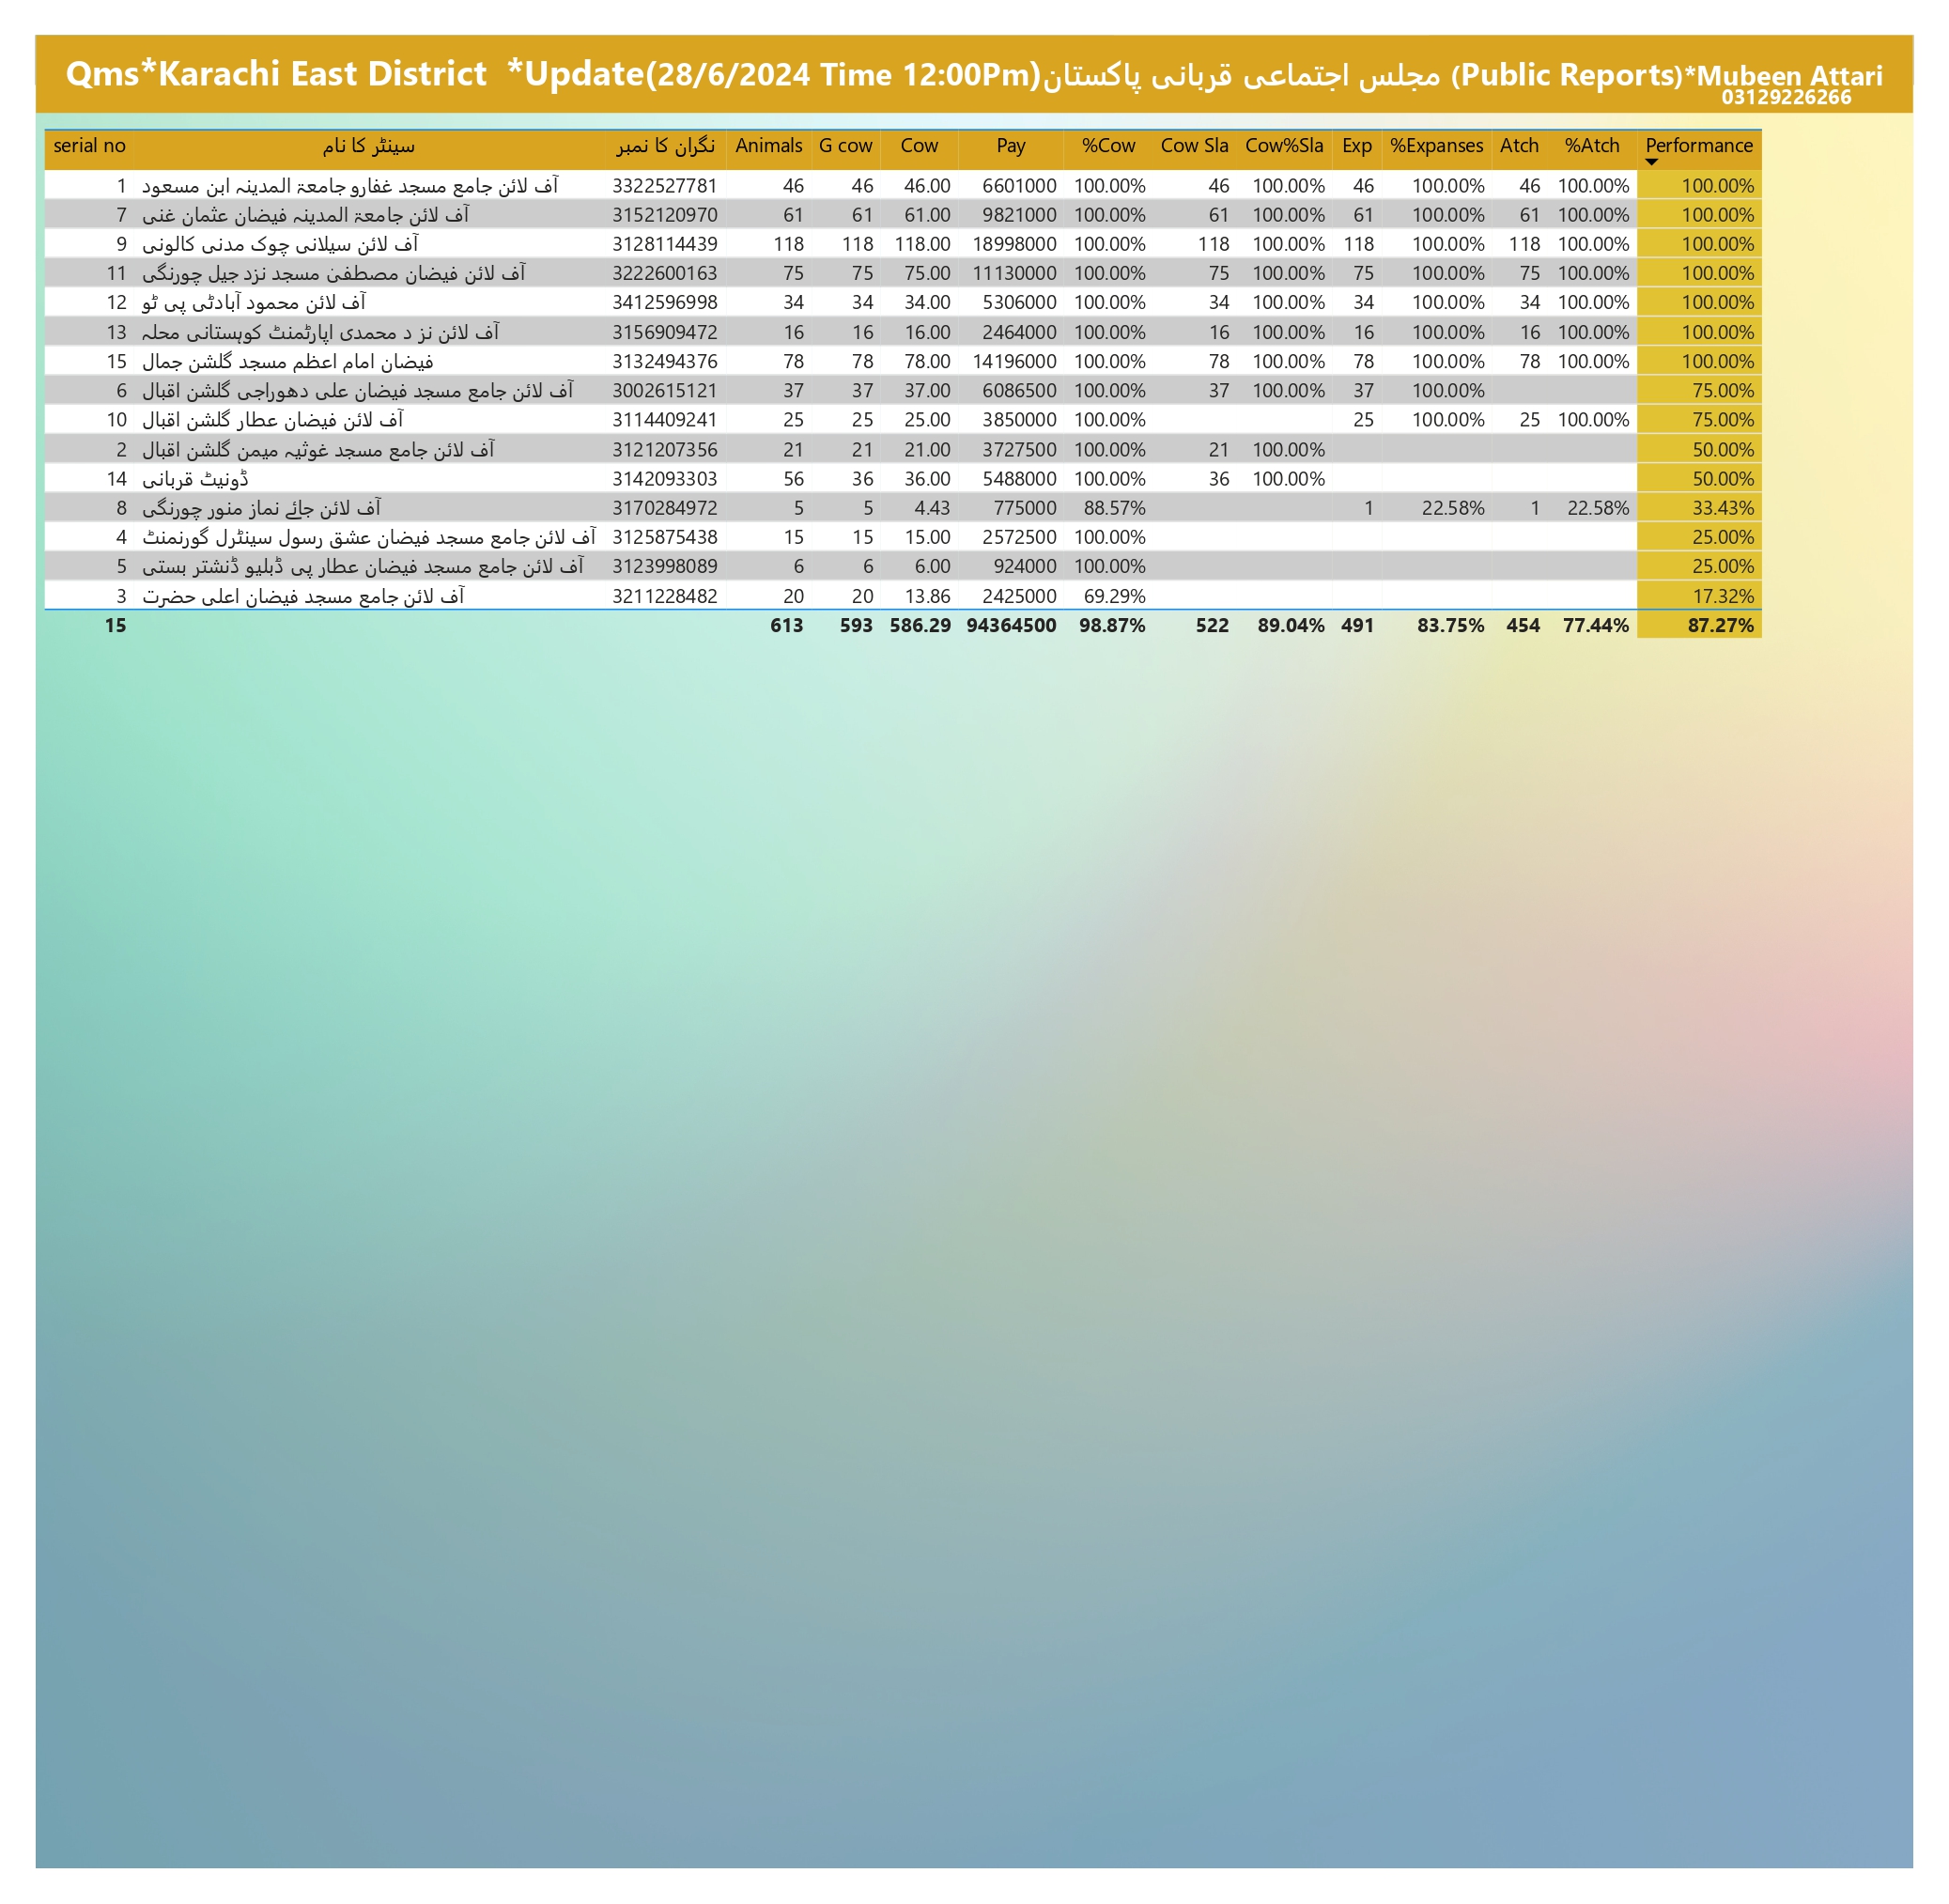 Qms*Karachi East District *Update(28/6/2024 Time 12:00Pm)مجلس اجتماعی قربانی پاکستان (Public Reports)*Mubeen Attari
03129226266
serial no سینٹر کا نام نگران کا نمبر Animals G cow Cow Pay %Cow Cow Sla Cow%Sla Exp %Expanses Atch %Atch Performance
1 آف لائن جامع مسجد غفارو جامعۃ المدینہ ابن مسعود 3322527781 46 46 46.00 6601000 100.00% 46 100.00% 46 100.00% 46 100.00% 100.00%
7 آف لائن جامعۃ المدینہ فیضان عثمان غنی 3152120970 61 61 61.00 9821000 100.00% 61 100.00% 61 100.00% 61 100.00% 100.00%
9 آف لائن سیلانی چوک مدنی کالونی 3128114439 118 118 118.00 18998000 100.00% 118 100.00% 118 100.00% 118 100.00% 100.00%
11 آف لائن فیضان مصطفیٰ مسجد نزد جیل چورنگی 3222600163 75 75 75.00 11130000 100.00% 75 100.00% 75 100.00% 75 100.00% 100.00%
12 آف لائن محمود آبادٹی پی ٹو 3412596998 34 34 34.00 5306000 100.00% 34 100.00% 34 100.00% 34 100.00% 100.00%
13 آف لائن نز د محمدی اپارٹمنٹ کوہستانی محلہ 3156909472 16 16 16.00 2464000 100.00% 16 100.00% 16 100.00% 16 100.00% 100.00%
15 فیضان امام اعظم مسجد گلشن جمال 3132494376 78 78 78.00 14196000 100.00% 78 100.00% 78 100.00% 78 100.00% 100.00%
6 آف لائن جامع مسجد فیضان علی دھوراجی گلشن اقبال 3002615121 37 37 37.00 6086500 100.00% 37 100.00% 37 100.00% 75.00%
10 آف لائن فیضان عطار گلشن اقبال 3114409241 25 25 25.00 3850000 100.00% 25 100.00% 25 100.00% 75.00%
2 آف لائن جامع مسجد غوثیہ میمن گلشن اقبال 3121207356 21 21 21.00 3727500 100.00% 21 100.00% 50.00%
14 ڈونیٹ قربانی 3142093303 56 36 36.00 5488000 100.00% 36 100.00% 50.00%
8 آف لائن جائے نماز منور چورنگی 3170284972 5 5 4.43 775000 88.57% 1 22.58% 1 22.58% 33.43%
4 آف لائن جامع مسجد فیضان عشق رسول سینٹرل گورنمنٹ 3125875438 15 15 15.00 2572500 100.00% 25.00%
5 آف لائن جامع مسجد فیضان عطار پی ڈبلیو ڈنشتر بستی 3123998089 6 6 6.00 924000 100.00% 25.00%
3 آف لائن جامع مسجد فیضان اعلی حضرت 3211228482 20 20 13.86 2425000 69.29% 17.32%
15 613 593 586.29 94364500 98.87% 522 89.04% 491 83.75% 454 77.44% 87.27%